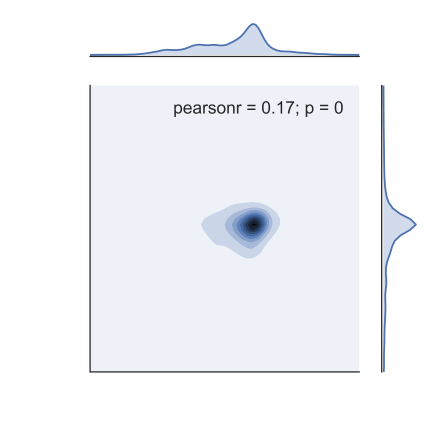 pearsonr = 0.17; p = 0